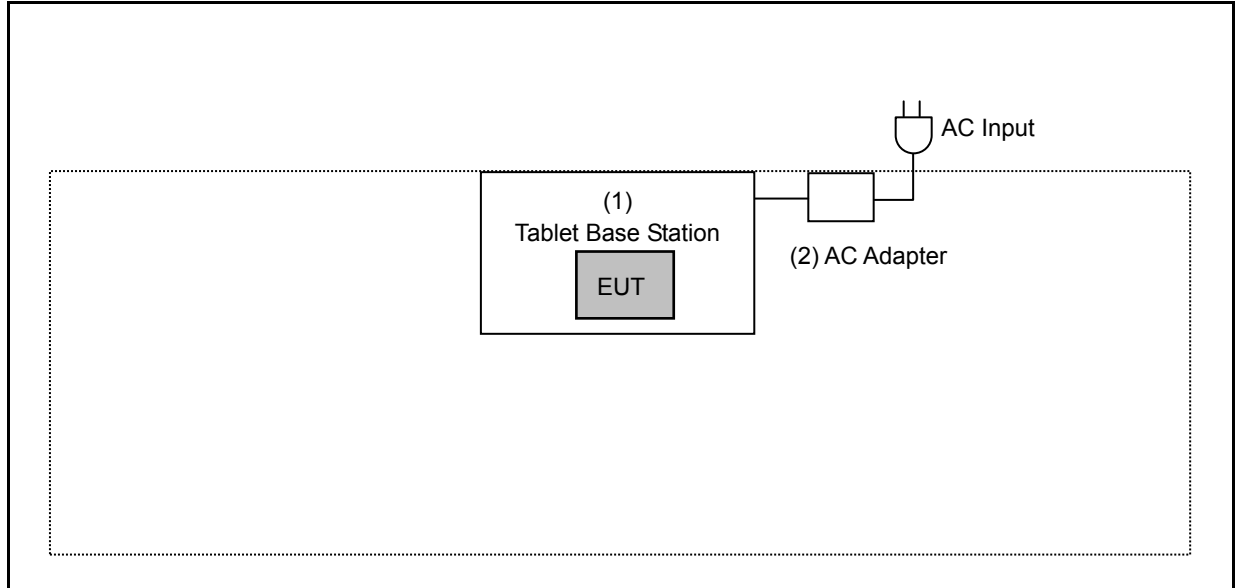 AC Input
(1)
Tablet Base Station
(2) AC Adapter
EUT